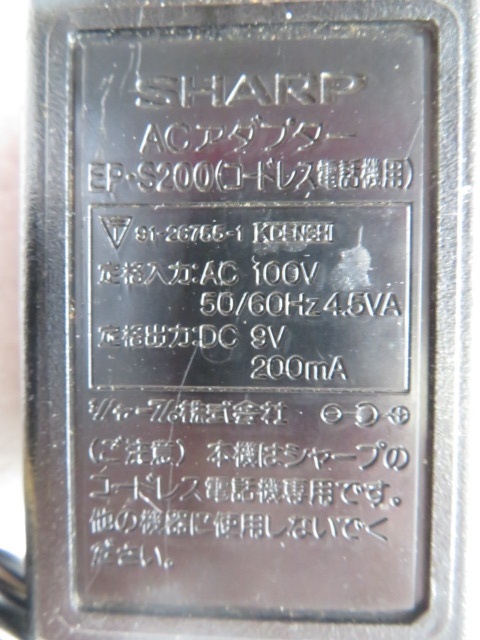 SHARP
ACアダプター
EP-S200(コードレス電話機用)
T 91-26755-1 KOENSHI
定格入力:AC 100V
50/60Hz 4.5VA
定格出力:DC 9V
200mA
シャープ株式会社
(ご注意) 本機はシャープの
コードレス電話機専用です。
他の機器に使用しないでく
ださい。